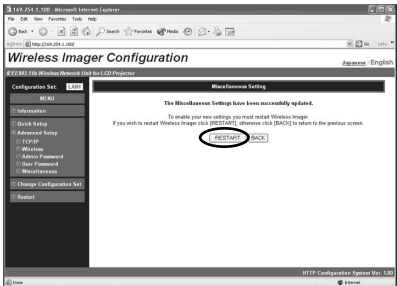 169.254.1.100 - Microsoft Internet Explorer
File Edit View Favorites Tools Help
Back Search Favorites Media
Address http://169.254.1.100/ Go Links
Wireless Imager Configuration
Japanese / English
IEEE802.11b Wireless Network Unit for LCD Projector
Configuration Set: LAN1
MENU
Information
Quick Setup
Advanced Setup
TCP/IP
Wireless
Admin Password
User Password
Miscellaneous
Change Configuration Set
Restart
Miscellaneous Setting
The Miscellaneous Settings have been successfully updated.
To enable your new settings you must restart Wireless Imager.
If you wish to restart Wireless Imager click [RESTART], otherwise click [BACK] to return to the previous screen.
RESTART BACK
HTTP Configuration System Ver. 1.00
Done Internet